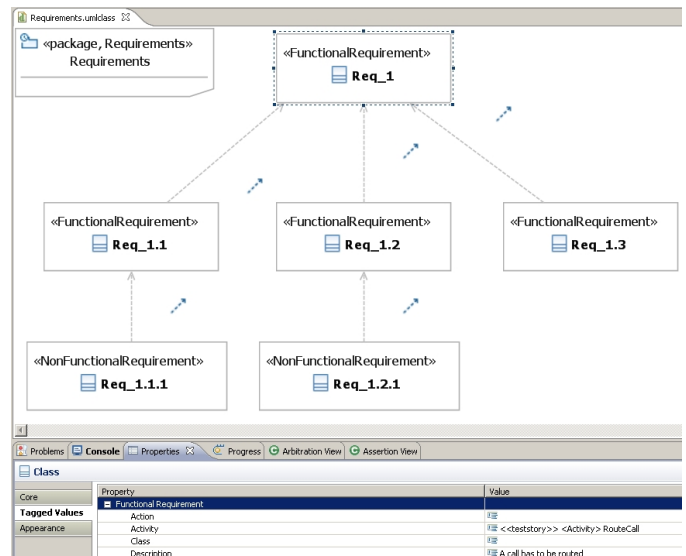 Requirements.umlclass
«package, Requirements»
Requirements
«FunctionalRequirement»
Req_1
«FunctionalRequirement»
Req_1.1
«FunctionalRequirement»
Req_1.2
«FunctionalRequirement»
Req_1.3
«NonFunctionalRequirement»
Req_1.1.1
«NonFunctionalRequirement»
Req_1.2.1
Problems Console Properties Progress Arbitration View Assertion View
Class
Core
Tagged Values
Appearance
Property Value
Functional Requirement
Action
Activity <<teststory>> <Activity> RouteCall
Class
Description A call has to be routed